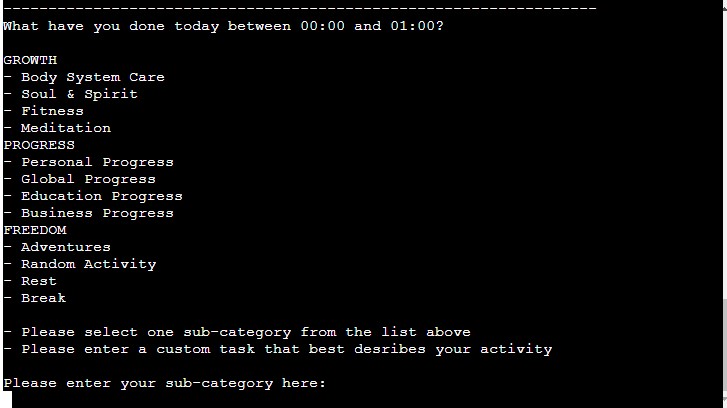 ------------------------------------------------------------------
What have you done today between 00:00 and 01:00?
GROWTH
- Body System Care
- Soul & Spirit
- Fitness
- Meditation
PROGRESS
- Personal Progress
- Global Progress
- Education Progress
- Business Progress
FREEDOM
- Adventures
- Random Activity
- Rest
- Break
- Please select one sub-category from the list above
- Please enter a custom task that best desribes your activity
Please enter your sub-category here: